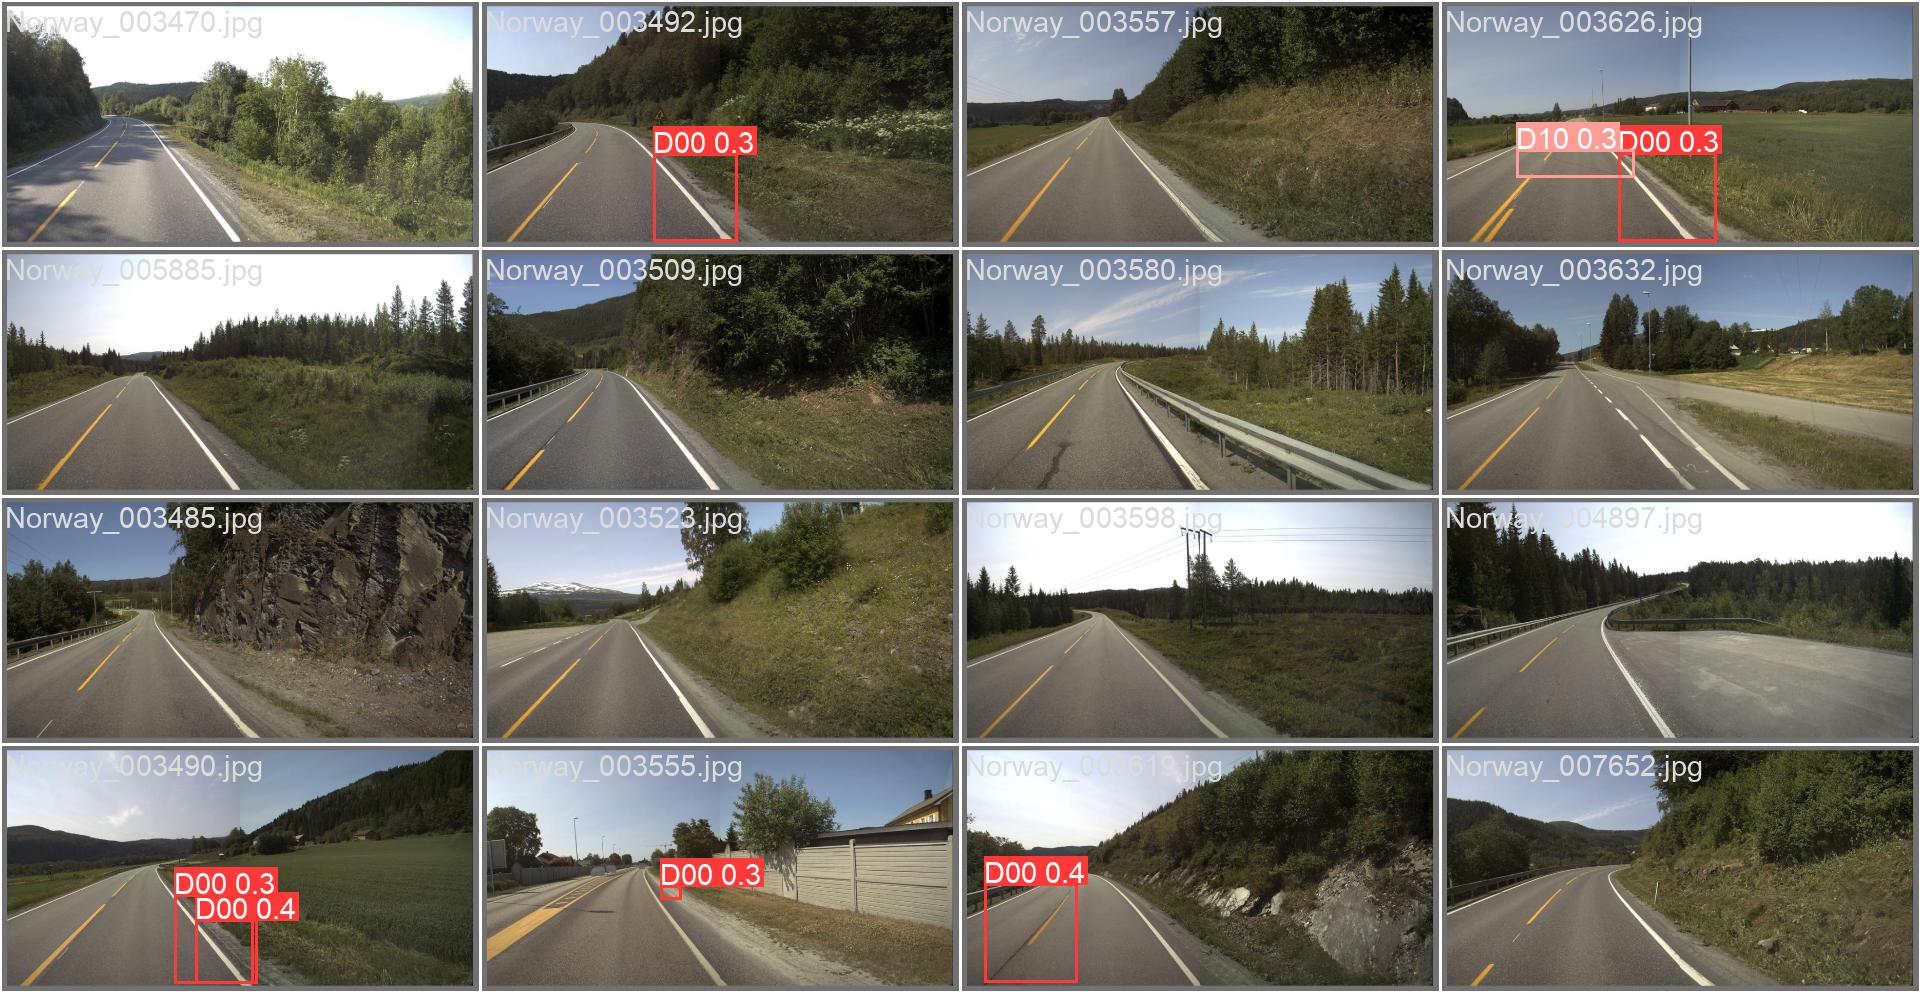 Norway_003470.jpg
Norway_003492.jpg
Norway_003557.jpg
Norway_003626.jpg
D00 0.3
D10 0.3
D00 0.3
Norway_005885.jpg
Norway_003509.jpg
Norway_003580.jpg
Norway_003632.jpg
Norway_003485.jpg
Norway_003523.jpg
Norway_003598.jpg
Norway_004897.jpg
Norway_003490.jpg
Norway_003555.jpg
Norway_003619.jpg
Norway_007652.jpg
D00 0.3
D00 0.4
D00 0.3
D00 0.4